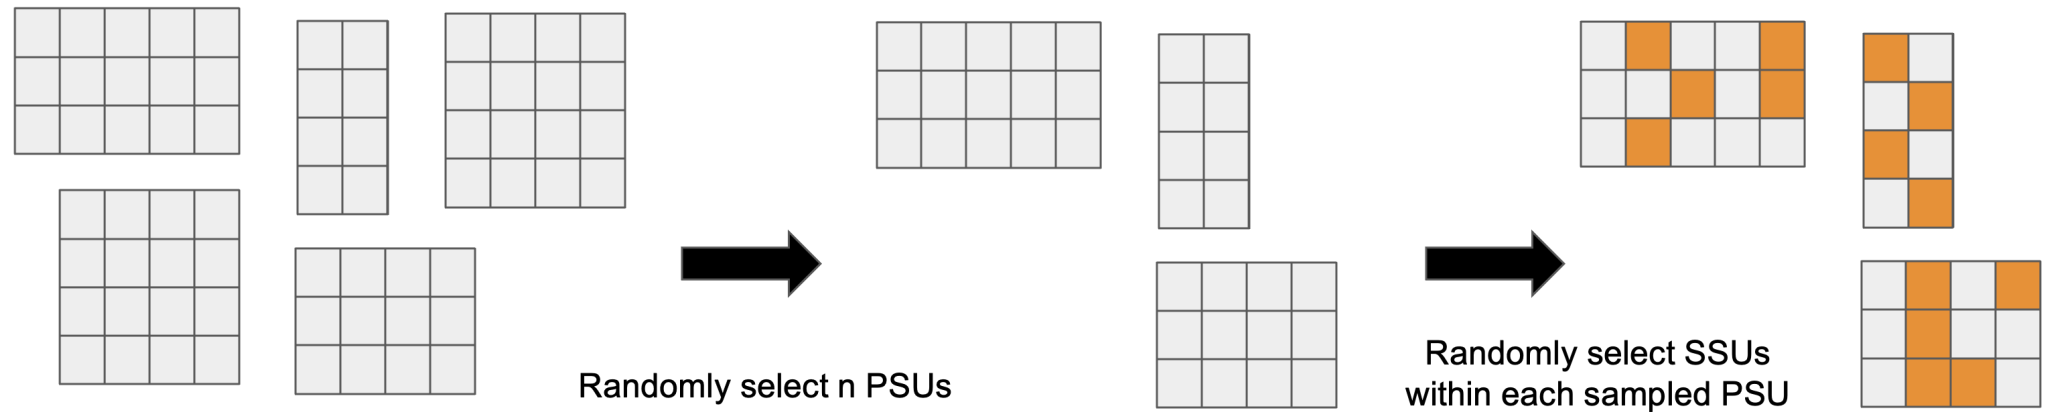 Randomly select n PSUs
Randomly select SSUs
within each sampled PSU